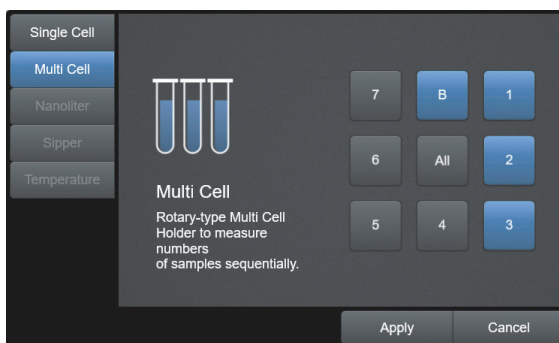 Single Cell
Multi Cell
Nanoliter
Sipper
Temperature
Multi Cell
Rotary-type Multi Cell
Holder to measure
numbers
of samples sequentially.
7 B 1
6 All 2
5 4 3
Apply Cancel